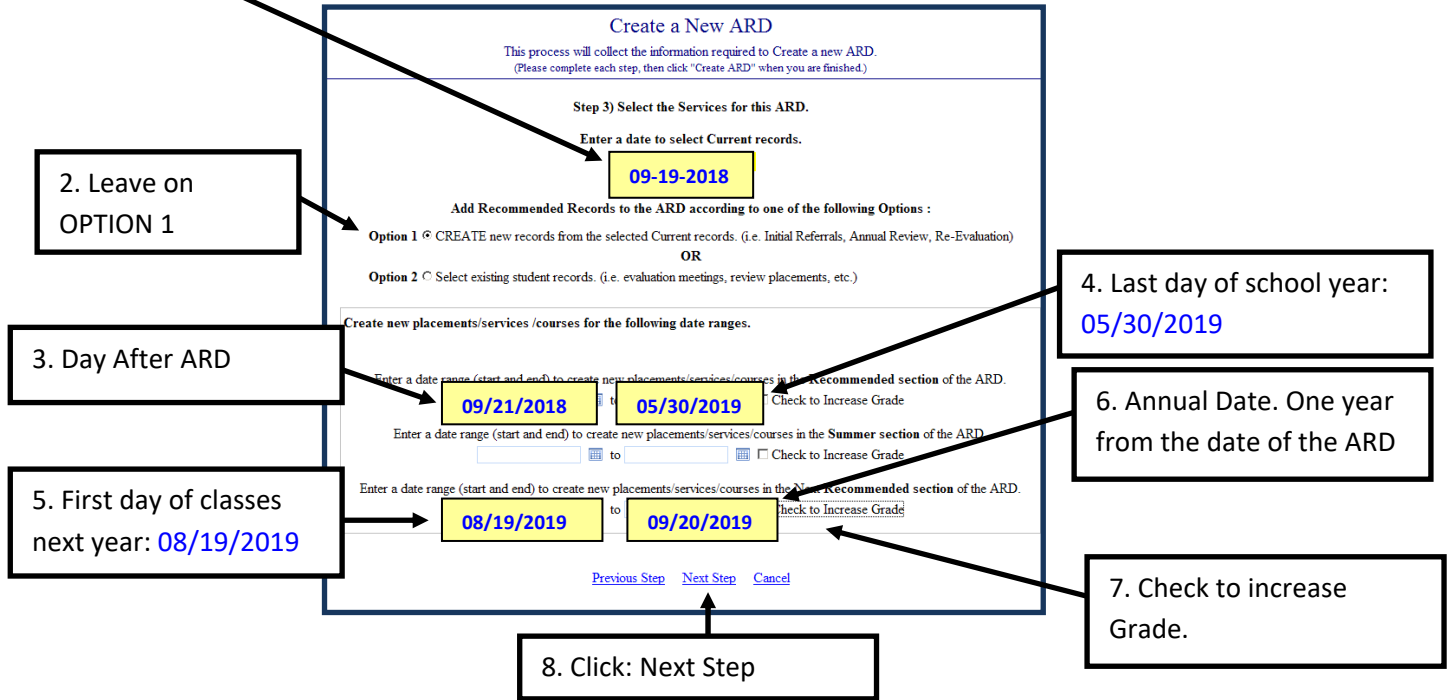 Create a New ARD
This process will collect the information required to Create a new ARD.
(Please complete each step, then click "Create ARD" when you are finished.)
Step 3) Select the Services for this ARD.
Enter a date to select Current records.
09-19-2018
2. Leave on
OPTION 1
Add Recommended Records to the ARD according to one of the following Options :
Option 1 CREATE new records from the selected Current records. (i.e. Initial Referrals, Annual Review, Re-Evaluation)
OR
Option 2 Select existing student records. (i.e. evaluation meetings, review placements, etc.)
4. Last day of school year:
05/30/2019
Create new placements/services /courses for the following date ranges.
3. Day After ARD
Enter a date range (start and end) to create new placements/services/courses in the Recommended section of the ARD.
09/21/2018 to 05/30/2019 Check to Increase Grade
6. Annual Date. One year
from the date of the ARD
Enter a date range (start and end) to create new placements/services/courses in the Summer section of the ARD.
to Check to Increase Grade
5. First day of classes
next year: 08/19/2019
Enter a date range (start and end) to create new placements/services/courses in the Next Recommended section of the ARD.
08/19/2019 to 09/20/2019 Check to Increase Grade
Previous Step Next Step Cancel
7. Check to increase
Grade.
8. Click: Next Step